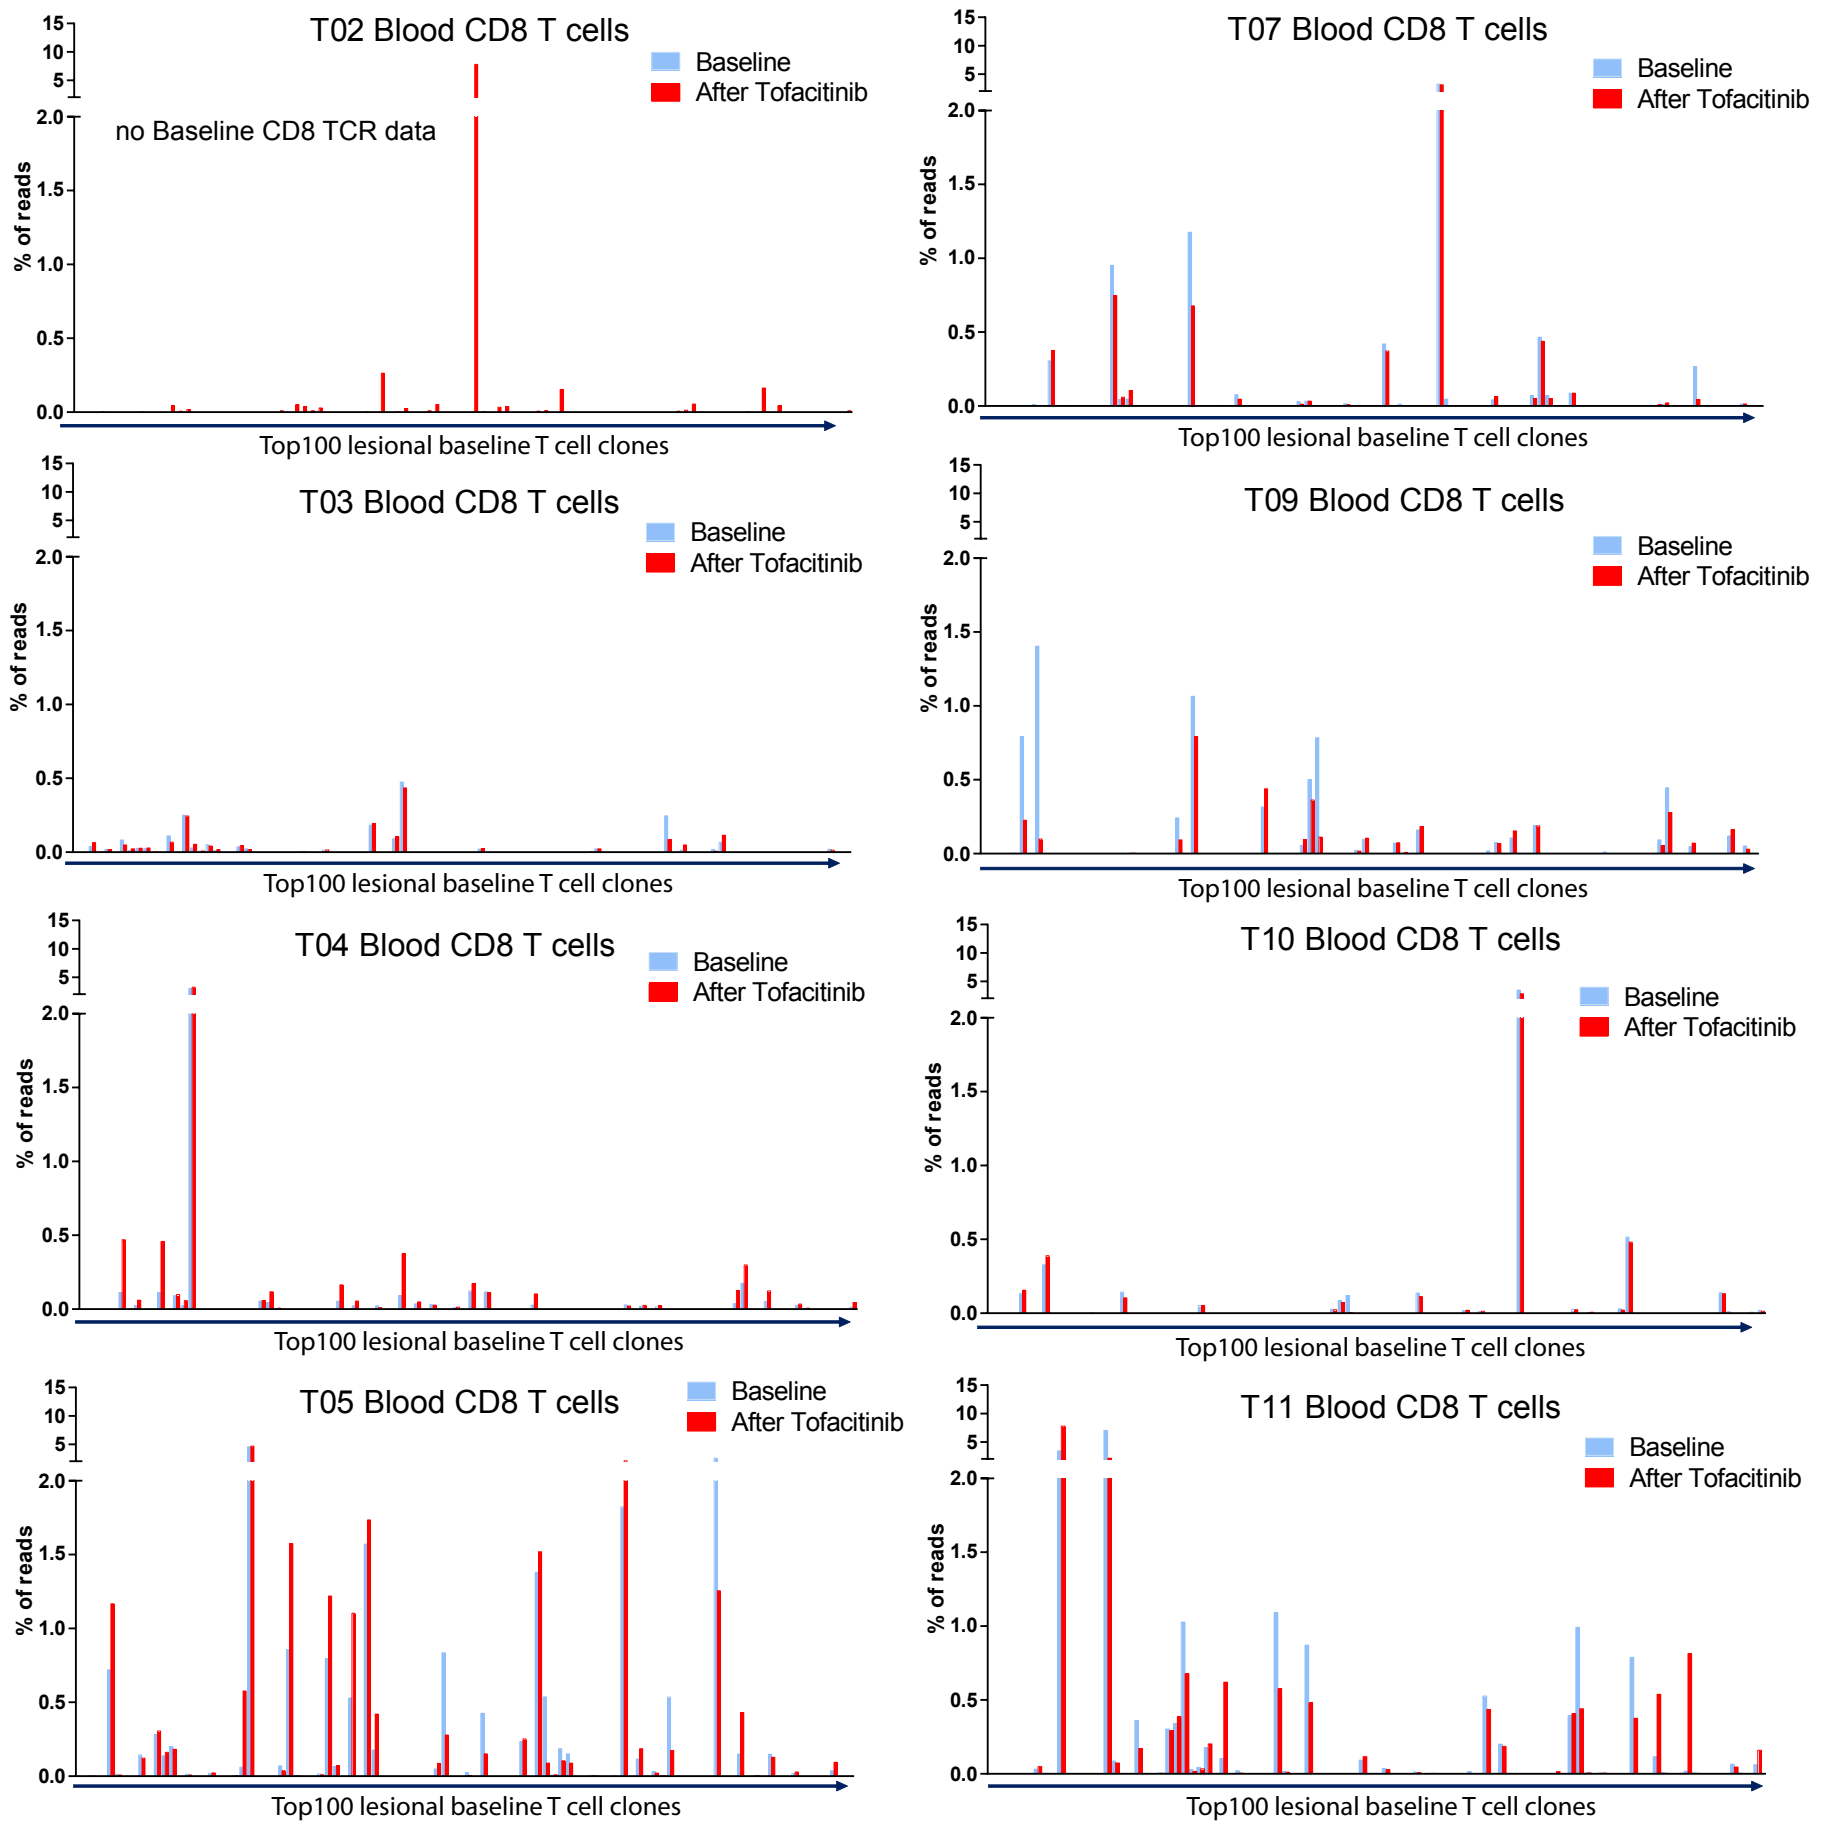 T02 Blood CD8 T cells
Baseline
After Tofacitinib
no Baseline CD8 TCR data
% of reads
15
10
5
2.0
1.5
1.0
0.5
0.0
Top100 lesional baseline T cell clones
T07 Blood CD8 T cells
Baseline
After Tofacitinib
% of reads
15
10
5
2.0
1.5
1.0
0.5
0.0
Top100 lesional baseline T cell clones
T03 Blood CD8 T cells
Baseline
After Tofacitinib
% of reads
15
10
5
2.0
1.5
1.0
0.5
0.0
Top100 lesional baseline T cell clones
T09 Blood CD8 T cells
Baseline
After Tofacitinib
% of reads
15
10
5
2.0
1.5
1.0
0.5
0.0
Top100 lesional baseline T cell clones
T04 Blood CD8 T cells
Baseline
After Tofacitinib
% of reads
15
10
5
2.0
1.5
1.0
0.5
0.0
Top100 lesional baseline T cell clones
T10 Blood CD8 T cells
Baseline
After Tofacitinib
% of reads
15
10
5
2.0
1.5
1.0
0.5
0.0
Top100 lesional baseline T cell clones
T05 Blood CD8 T cells
Baseline
After Tofacitinib
% of reads
15
10
5
2.0
1.5
1.0
0.5
0.0
Top100 lesional baseline T cell clones
T11 Blood CD8 T cells
Baseline
After Tofacitinib
% of reads
15
10
5
2.0
1.5
1.0
0.5
0.0
Top100 lesional baseline T cell clones